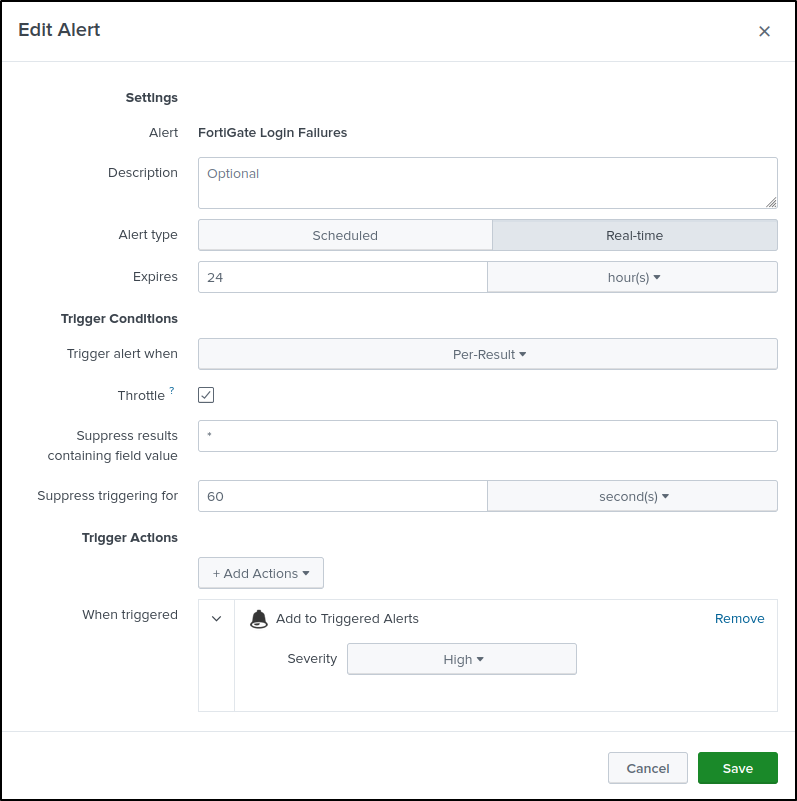 Edit Alert
Settings
Alert FortiGate Login Failures
Description Optional
Alert type Scheduled Real-time
Expires 24 hour(s)
Trigger Conditions
Trigger alert when Per-Result
Throttle ?
Suppress results
containing field value *
Suppress triggering for 60 second(s)
Trigger Actions
+ Add Actions
When triggered Add to Triggered Alerts Remove
Severity High
Cancel Save